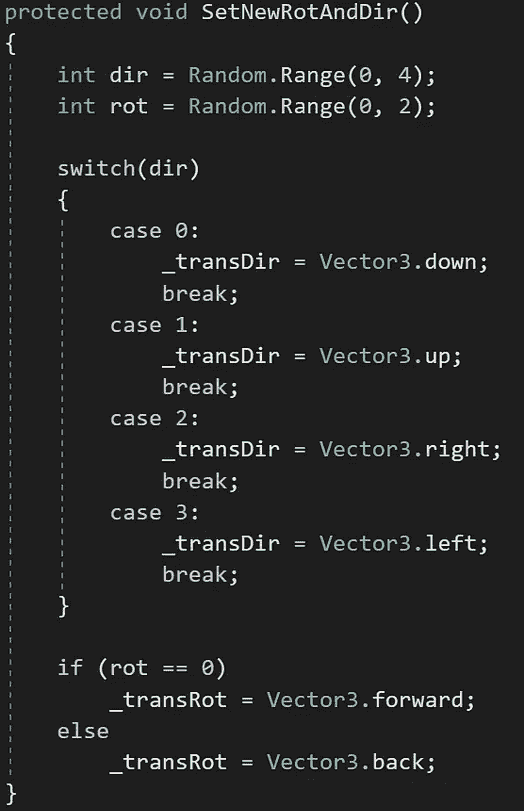 protected void SetNewRotAndDir()
{
    int dir = Random.Range(0, 4);
    int rot = Random.Range(0, 2);

    switch(dir)
    {
        case 0:
            _transDir = Vector3.down;
            break;
        case 1:
            _transDir = Vector3.up;
            break;
        case 2:
            _transDir = Vector3.right;
            break;
        case 3:
            _transDir = Vector3.left;
            break;
    }

    if (rot == 0)
        _transRot = Vector3.forward;
    else
        _transRot = Vector3.back;
}